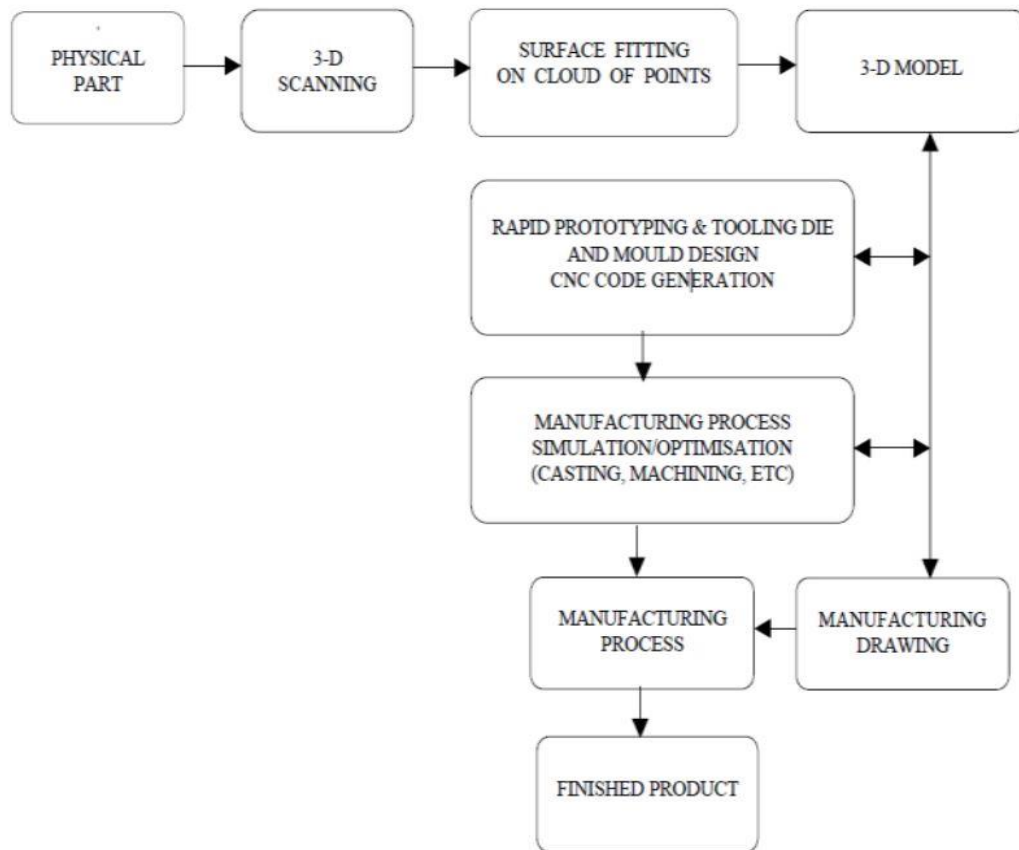 PHYSICAL
PART
3-D
SCANNING
SURFACE FITTING
ON CLOUD OF POINTS
3-D MODEL
RAPID PROTOTYPING & TOOLING DIE
AND MOULD DESIGN
CNC CODE GENERATION
MANUFACTURING PROCESS
SIMULATION/OPTIMISATION
(CASTING, MACHINING, ETC)
MANUFACTURING
PROCESS
MANUFACTURING
DRAWING
FINISHED PRODUCT